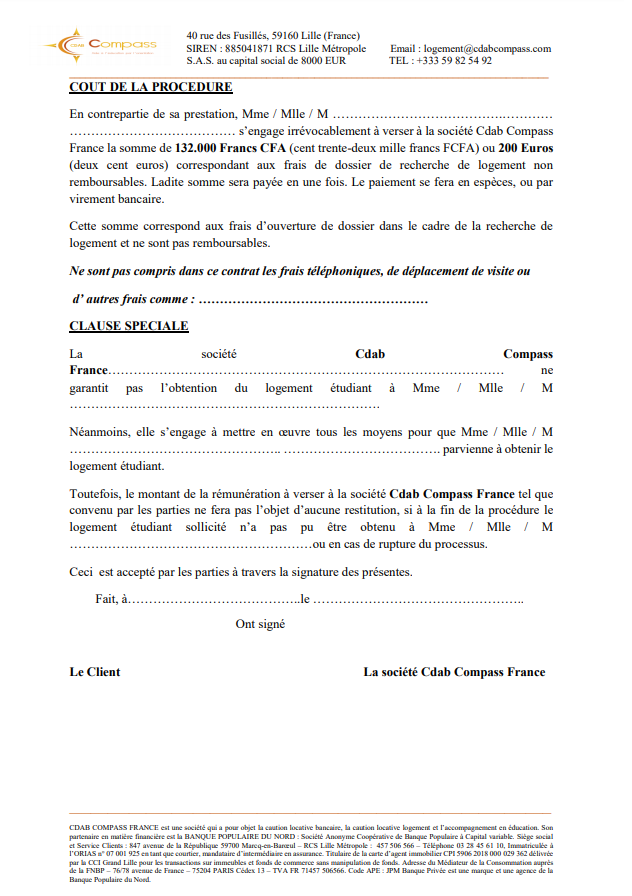 CDAB Compass
40 rue des Fusillés, 59160 Lille (France)
SIREN : 885041871 RCS Lille Métropole Email : logement@cdabcompass.com
S.A.S. au capital social de 8000 EUR TEL : +333 59 82 54 92
COUT DE LA PROCEDURE
En contrepartie de sa prestation, Mme / Mlle / M …………………………………….…………
………………………………… s’engage irrévocablement à verser à la société Cdab Compass
France la somme de 132.000 Francs CFA (cent trente-deux mille francs FCFA) ou 200 Euros
(deux cent euros) correspondant aux frais de dossier de recherche de logement non
remboursables. Ladite somme sera payée en une fois. Le paiement se fera en espèces, ou par
virement bancaire.
Cette somme correspond aux frais d’ouverture de dossier dans le cadre de la recherche de
logement et ne sont pas remboursables.
Ne sont pas compris dans ce contrat les frais téléphoniques, de déplacement de visite ou
d’ autres frais comme : ………………………………………………
CLAUSE SPECIALE
La société Cdab Compass
France………………………………………………………………………………… ne
garantit pas l’obtention du logement étudiant à Mme / Mlle / M
……………………………………………………………….
Néanmoins, elle s’engage à mettre en œuvre tous les moyens pour que Mme / Mlle / M
………………………………………….. ………………………………. parvienne à obtenir le
logement étudiant.
Toutefois, le montant de la rémunération à verser à la société Cdab Compass France tel que
convenu par les parties ne fera pas l’objet d’aucune restitution, si à la fin de la procédure le
logement étudiant sollicité n’a pas pu être obtenu à Mme / Mlle / M
…………………………………………………ou en cas de rupture du processus.
Ceci est accepté par les parties à travers la signature des présentes.
Fait, à…………………………………..le …………………………………………..
Ont signé
Le Client La société Cdab Compass France
CDAB COMPASS FRANCE est une société qui a pour objet la caution locative bancaire, la caution locative logement et l’accompagnement en éducation. Son
partenaire en matière financière est la BANQUE POPULAIRE DU NORD : Société Anonyme Coopérative de Banque Populaire à Capital variable. Siège social
et Service Clients : 847 avenue de la République 59700 Marcq-en-Barœul – RCS Lille Métropole : 457 506 566 – Téléphone 03 28 45 61 10, Immatriculée à
l’ORIAS n° 07 001 925 en tant que courtier, mandataire d’intermédiaire en assurance. Titulaire de la carte d’agent immobilier CPI 5906 2018 000 029 362 délivrée
par la CCI Grand Lille pour les transactions sur immeubles et fonds de commerce sans manipulation de fonds. Adresse du Médiateur de la Consommation auprès
de la FNBP – 76/78 avenue de France – 75204 PARIS Cédex 13 – TVA FR 71457 506566. Code APE : JPM Banque Privée est une marque et une agence de la
Banque Populaire du Nord.